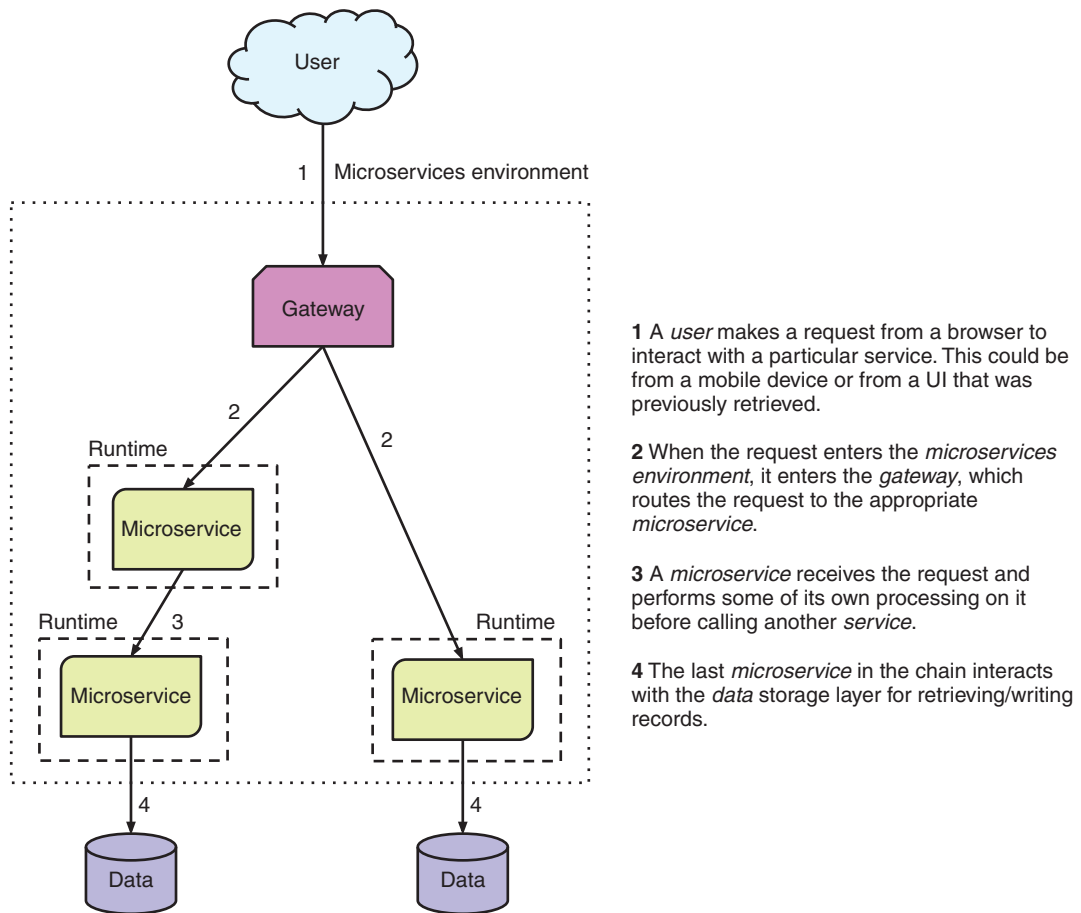 User
1
Microservices environment
Gateway
2
2
Runtime
Microservice
Runtime
3
Microservice
Runtime
Microservice
4
4
Data
Data
1 A user makes a request from a browser to
interact with a particular service. This could be
from a mobile device or from a UI that was
previously retrieved.
2 When the request enters the microservices
environment, it enters the gateway, which
routes the request to the appropriate
microservice.
3 A microservice receives the request and
performs some of its own processing on it
before calling another service.
4 The last microservice in the chain interacts
with the data storage layer for retrieving/writing
records.